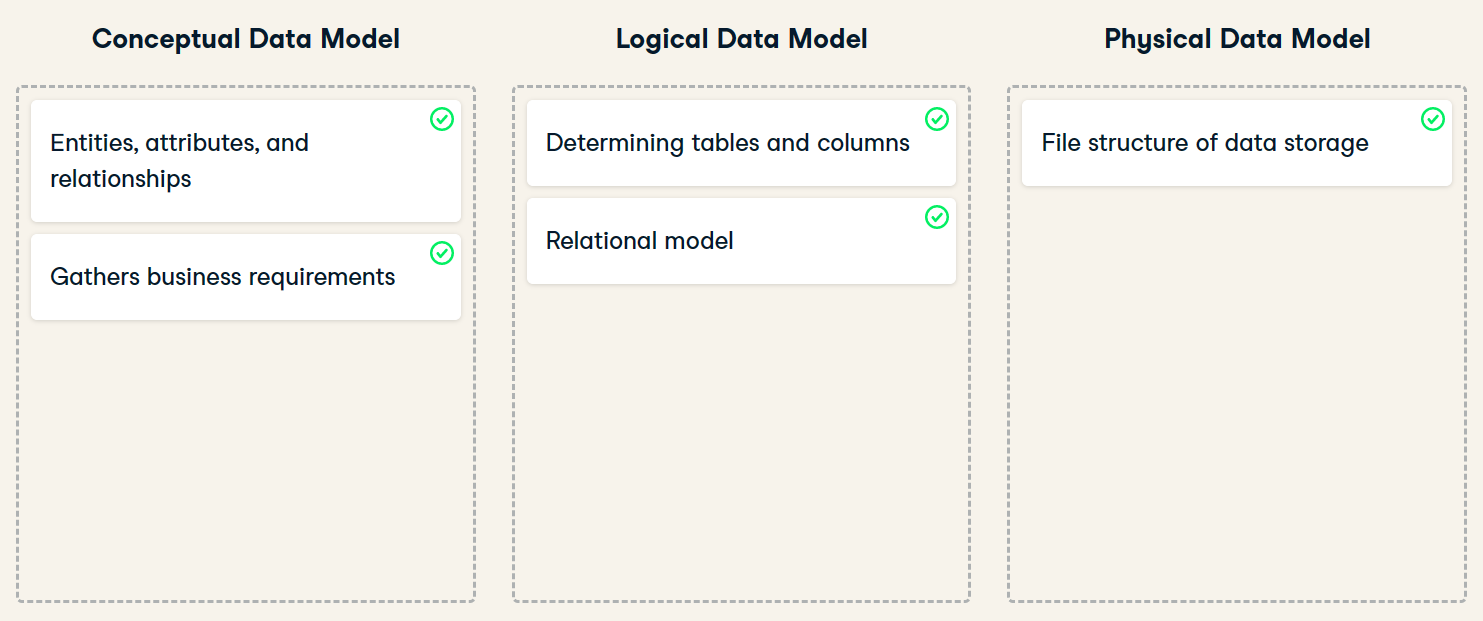 Conceptual Data Model
Entities, attributes, and
relationships
Gathers business requirements
Logical Data Model
Determining tables and columns
Relational model
Physical Data Model
File structure of data storage